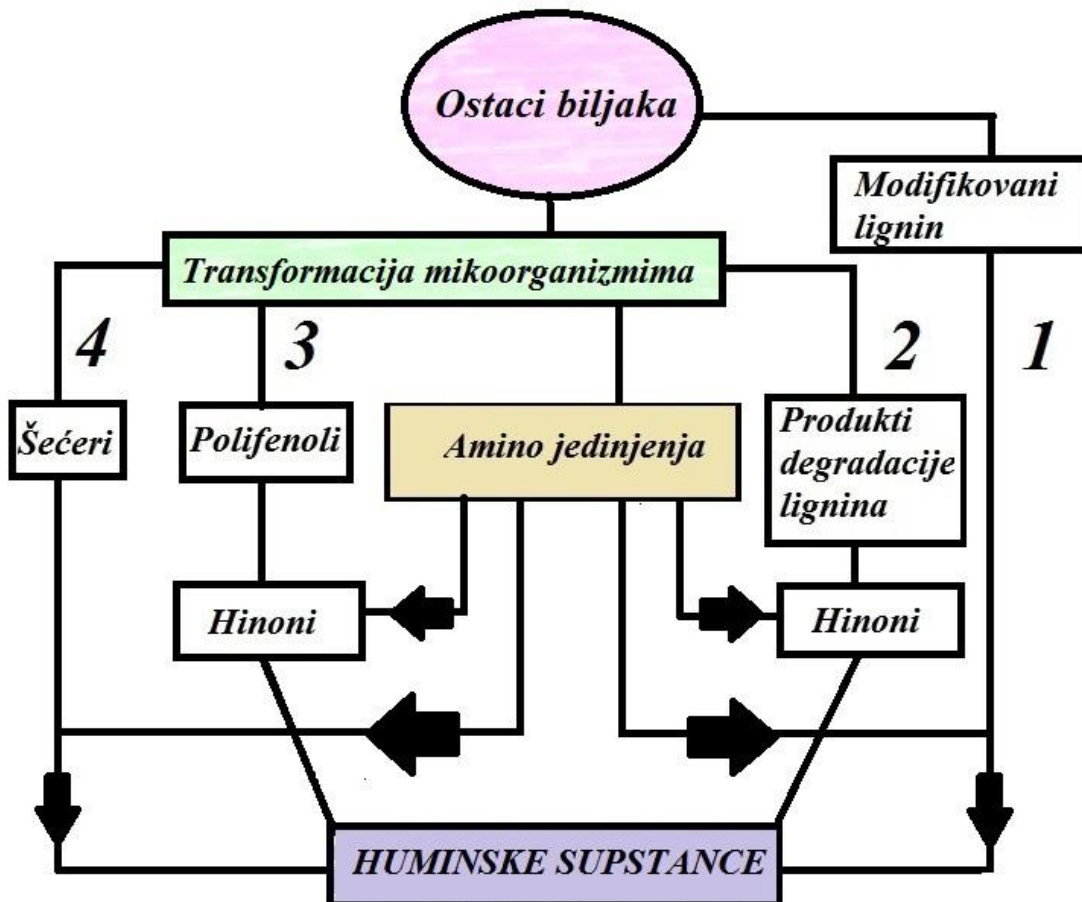 Ostaci biljaka
Modifikovani
lignin
Transformacija mikoorganizmima
4
3
2
1
Šećeri
Polifenoli
Amino jedinjenja
Produkti
degradacije
lignina
Hinoni
Hinoni
HUMINSKE SUPSTANCE